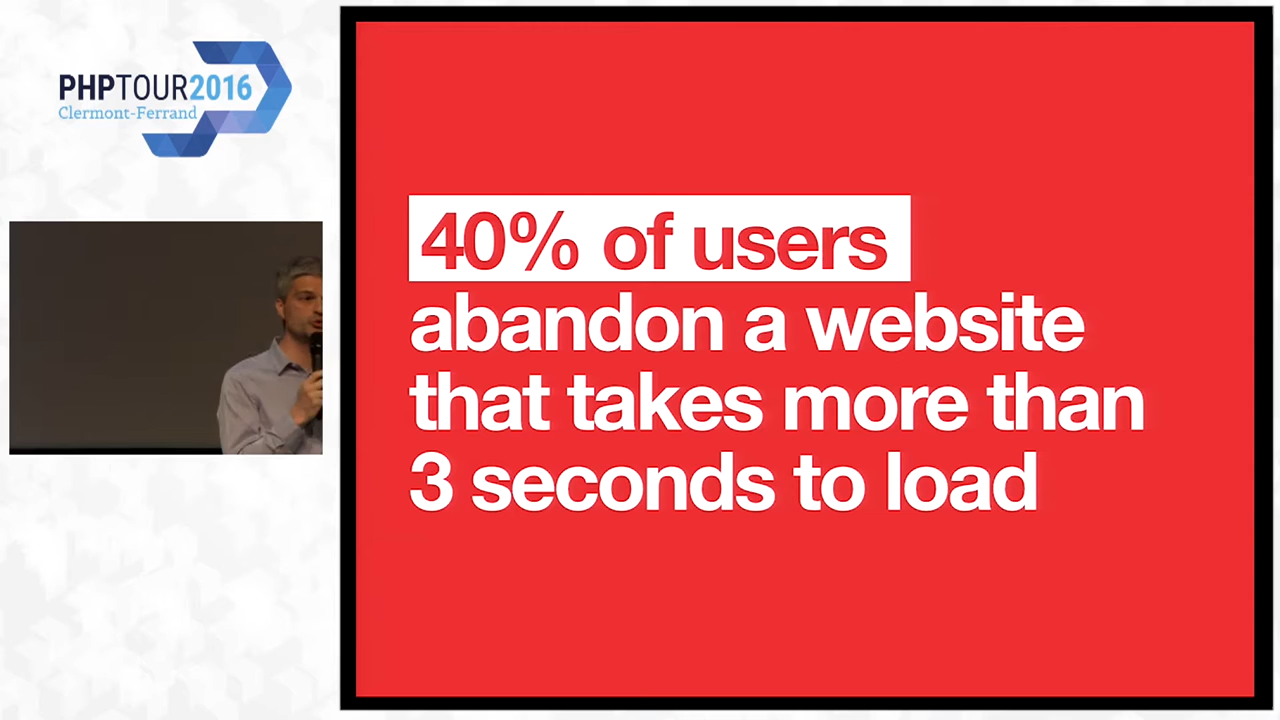 PHPTOUR2016
Clermont-Ferrand
40% of users
abandon a website
that takes more than
3 seconds to load